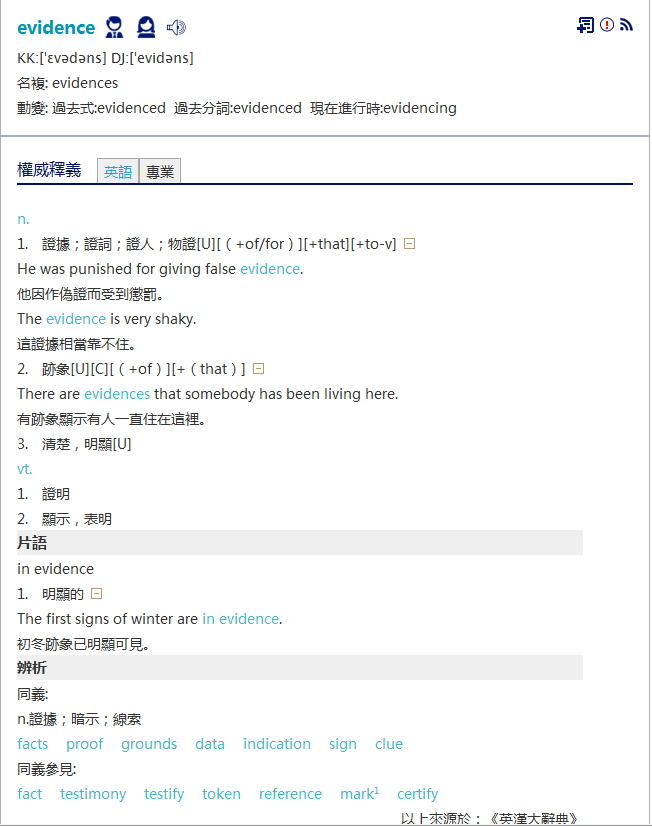 evidence
KK:[ˋɛvədəns] DJ:[ˋevidəns]
名複: evidences
動變: 過去式:evidenced 過去分詞:evidenced 現在進行時:evidencing
權威釋義 英語 專業
n.
1. 證據；證詞；證人；物證[U][（+of/for）][+that][+to-v]
He was punished for giving false evidence.
他因作偽證而受到懲罰。
The evidence is very shaky.
這證據相當靠不住。
2. 跡象[U][C][（+of）][+（that）]
There are evidences that somebody has been living here.
有跡象顯示有人一直住在這裡。
3. 清楚，明顯[U]
vt.
1. 證明
2. 顯示，表明
片語
in evidence
1. 明顯的
The first signs of winter are in evidence.
初冬跡象已明顯可見。
辨析
同義:
n.證據；暗示；線索
facts proof grounds data indication sign clue
同義參見:
fact testimony testify token reference mark1 certify
以上來源於：《英漢大辭典》